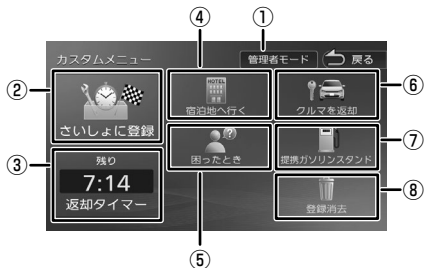 ④
①
カスタムメニュー
管理者モード
戻る
②
HOTEL
⑥
さいしょに登録
宿泊地へ行く
クルマを返却
③
残り
7:14
返却タイマー
?
困ったとき
提携ガソリンスタンド
⑦
登録消去
⑧
⑤